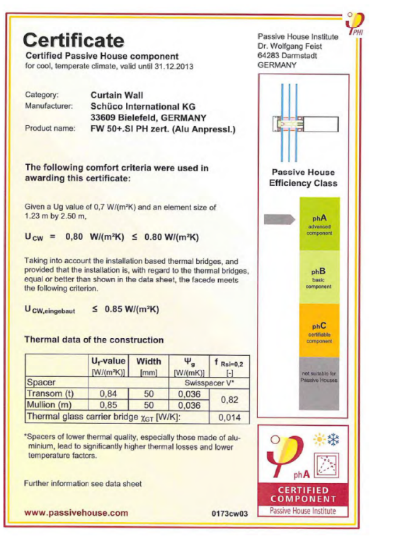 Certificate
Certified Passive House component
for cool, temperate climate, valid until 31.12.2013
Passive House Institute
Dr. Wolfgang Feist
64283 Darmstadt
GERMANY
PHI
Category: Curtain Wall
Manufacturer: Schüco International KG
33609 Bielefeld, GERMANY
Product name: FW 50+.SI PH zert. (Alu Anpressl.)
The following comfort criteria were used in
awarding this certificate:
Given a Ug value of 0,7 W/(m²K) and an element size of
1.23 m by 2.50 m,
U CW = 0,80 W/(m²K) ≤ 0.80 W/(m²K)
Taking into account the installation based thermal bridges, and
provided that the installation is, with regard to the thermal bridges,
equal or better than shown in the data sheet, the facade meets
the following criterion.
U CW,eingebaut ≤ 0.85 W/(m²K)
Thermal data of the construction
Uf-value Width Ψg f Rsi=0,2
[W/(m²K)] [mm] [W/(mK)] [-]
Spacer Swisspacer V*
Transom (t) 0,84 50 0,036 0,82
Mullion (m) 0,85 50 0,036
Thermal glass carrier bridge χGT [W/K]: 0,014
*Spacers of lower thermal quality, especially those made of alu-
minium, lead to significantly higher thermal losses and lower
temperature factors.
Further information see data sheet
www.passivehouse.com 0173cw03
Passive House
Efficiency Class
phA
advanced
component
phB
basic
component
phC
certifiable
component
not suitable for
Passive Houses
phA
CERTIFIED
COMPONENT
Passive House Institute